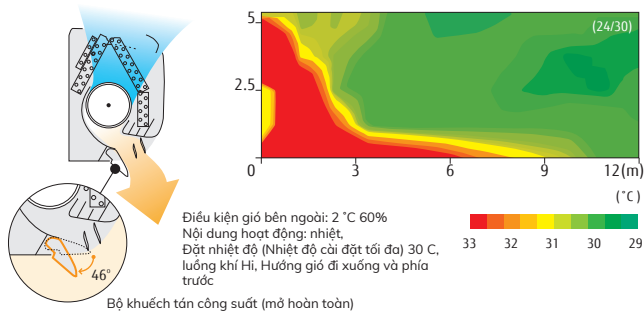 5
(24/30)
2.5
0
0 3 6 9 12(m)
(˚C)
33 32 31 30 29
46°
Điều kiện gió bên ngoài: 2 ˚C 60%
Nội dung hoạt động: nhiệt,
Đặt nhiệt độ (Nhiệt độ cài đặt tối đa) 30 C,
luồng khí Hi, Hướng gió đi xuống và phía
trước
Bộ khuếch tán công suất (mở hoàn toàn)